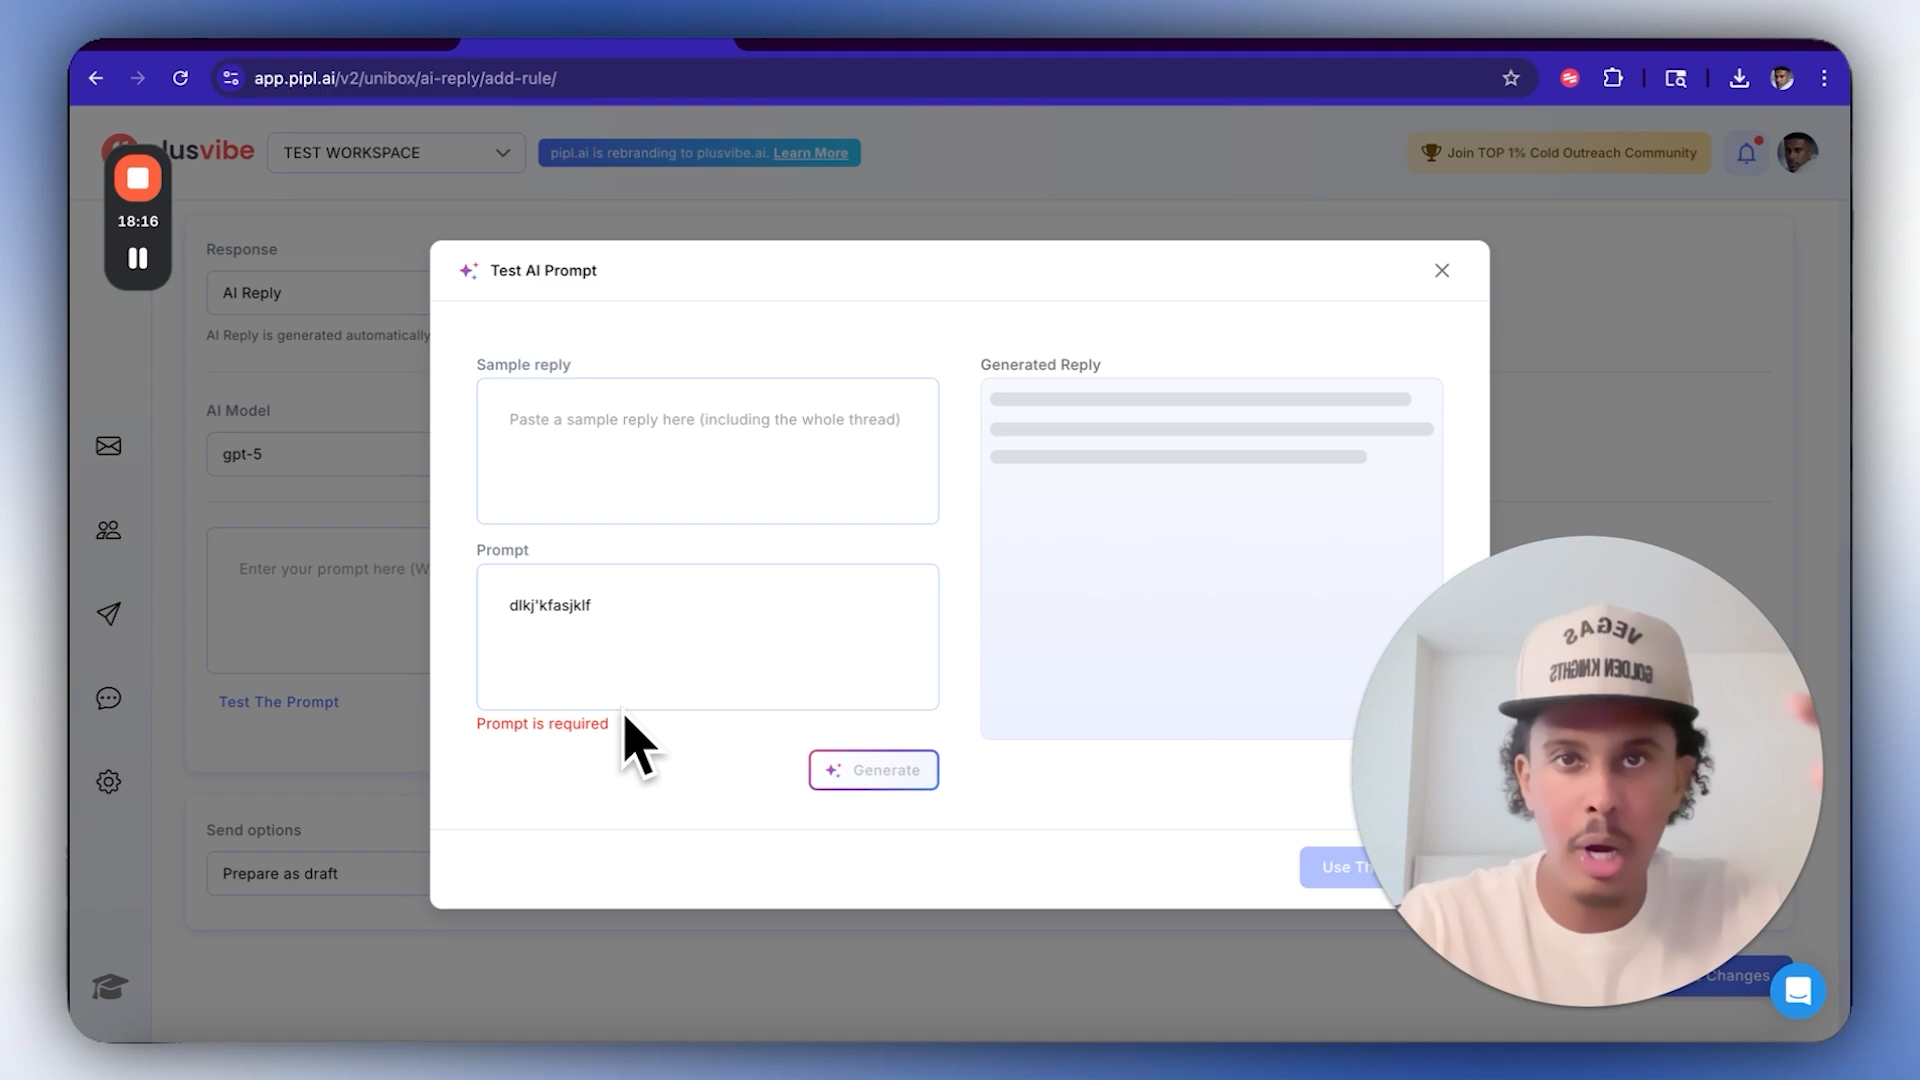 app.pipl.ai/v2/unibox/ai-reply/add-rule/
plusvibe
TEST WORKSPACE
pipl.ai is rebranding to plusvibe.ai. Learn More
Join TOP 1% Cold Outreach Community
18:16
Response
AI Reply
AI Reply is generated automatically
AI Model
gpt-5
Enter your prompt here (W
Test The Prompt
Send options
Prepare as draft
Test AI Prompt
Sample reply
Paste a sample reply here (including the whole thread)
Prompt
dlkj'kfasjklf
Prompt is required
Generate
Generated Reply
Use Th
Changes
VEGAS
GOLDEN KNIGHTS